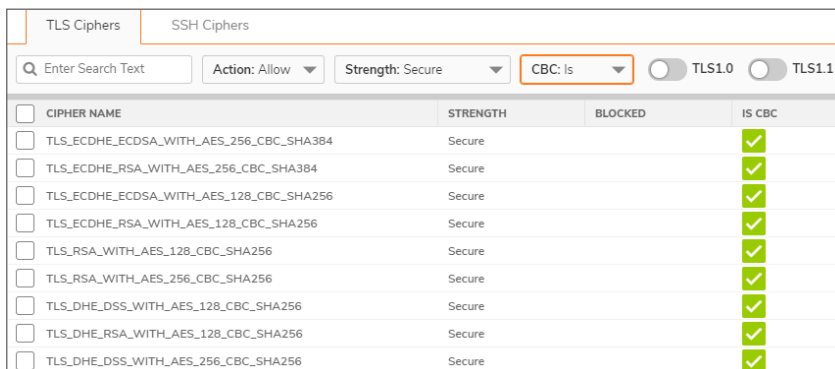 TLS Ciphers SSH Ciphers
Enter Search Text Action: Allow Strength: Secure CBC: Is TLS1.0 TLS1.1
CIPHER NAME STRENGTH BLOCKED IS CBC
TLS_ECDHE_ECDSA_WITH_AES_256_CBC_SHA384 Secure
TLS_ECDHE_RSA_WITH_AES_256_CBC_SHA384 Secure
TLS_ECDHE_ECDSA_WITH_AES_128_CBC_SHA256 Secure
TLS_ECDHE_RSA_WITH_AES_128_CBC_SHA256 Secure
TLS_RSA_WITH_AES_128_CBC_SHA256 Secure
TLS_RSA_WITH_AES_256_CBC_SHA256 Secure
TLS_DHE_DSS_WITH_AES_128_CBC_SHA256 Secure
TLS_DHE_RSA_WITH_AES_128_CBC_SHA256 Secure
TLS_DHE_DSS_WITH_AES_256_CBC_SHA256 Secure